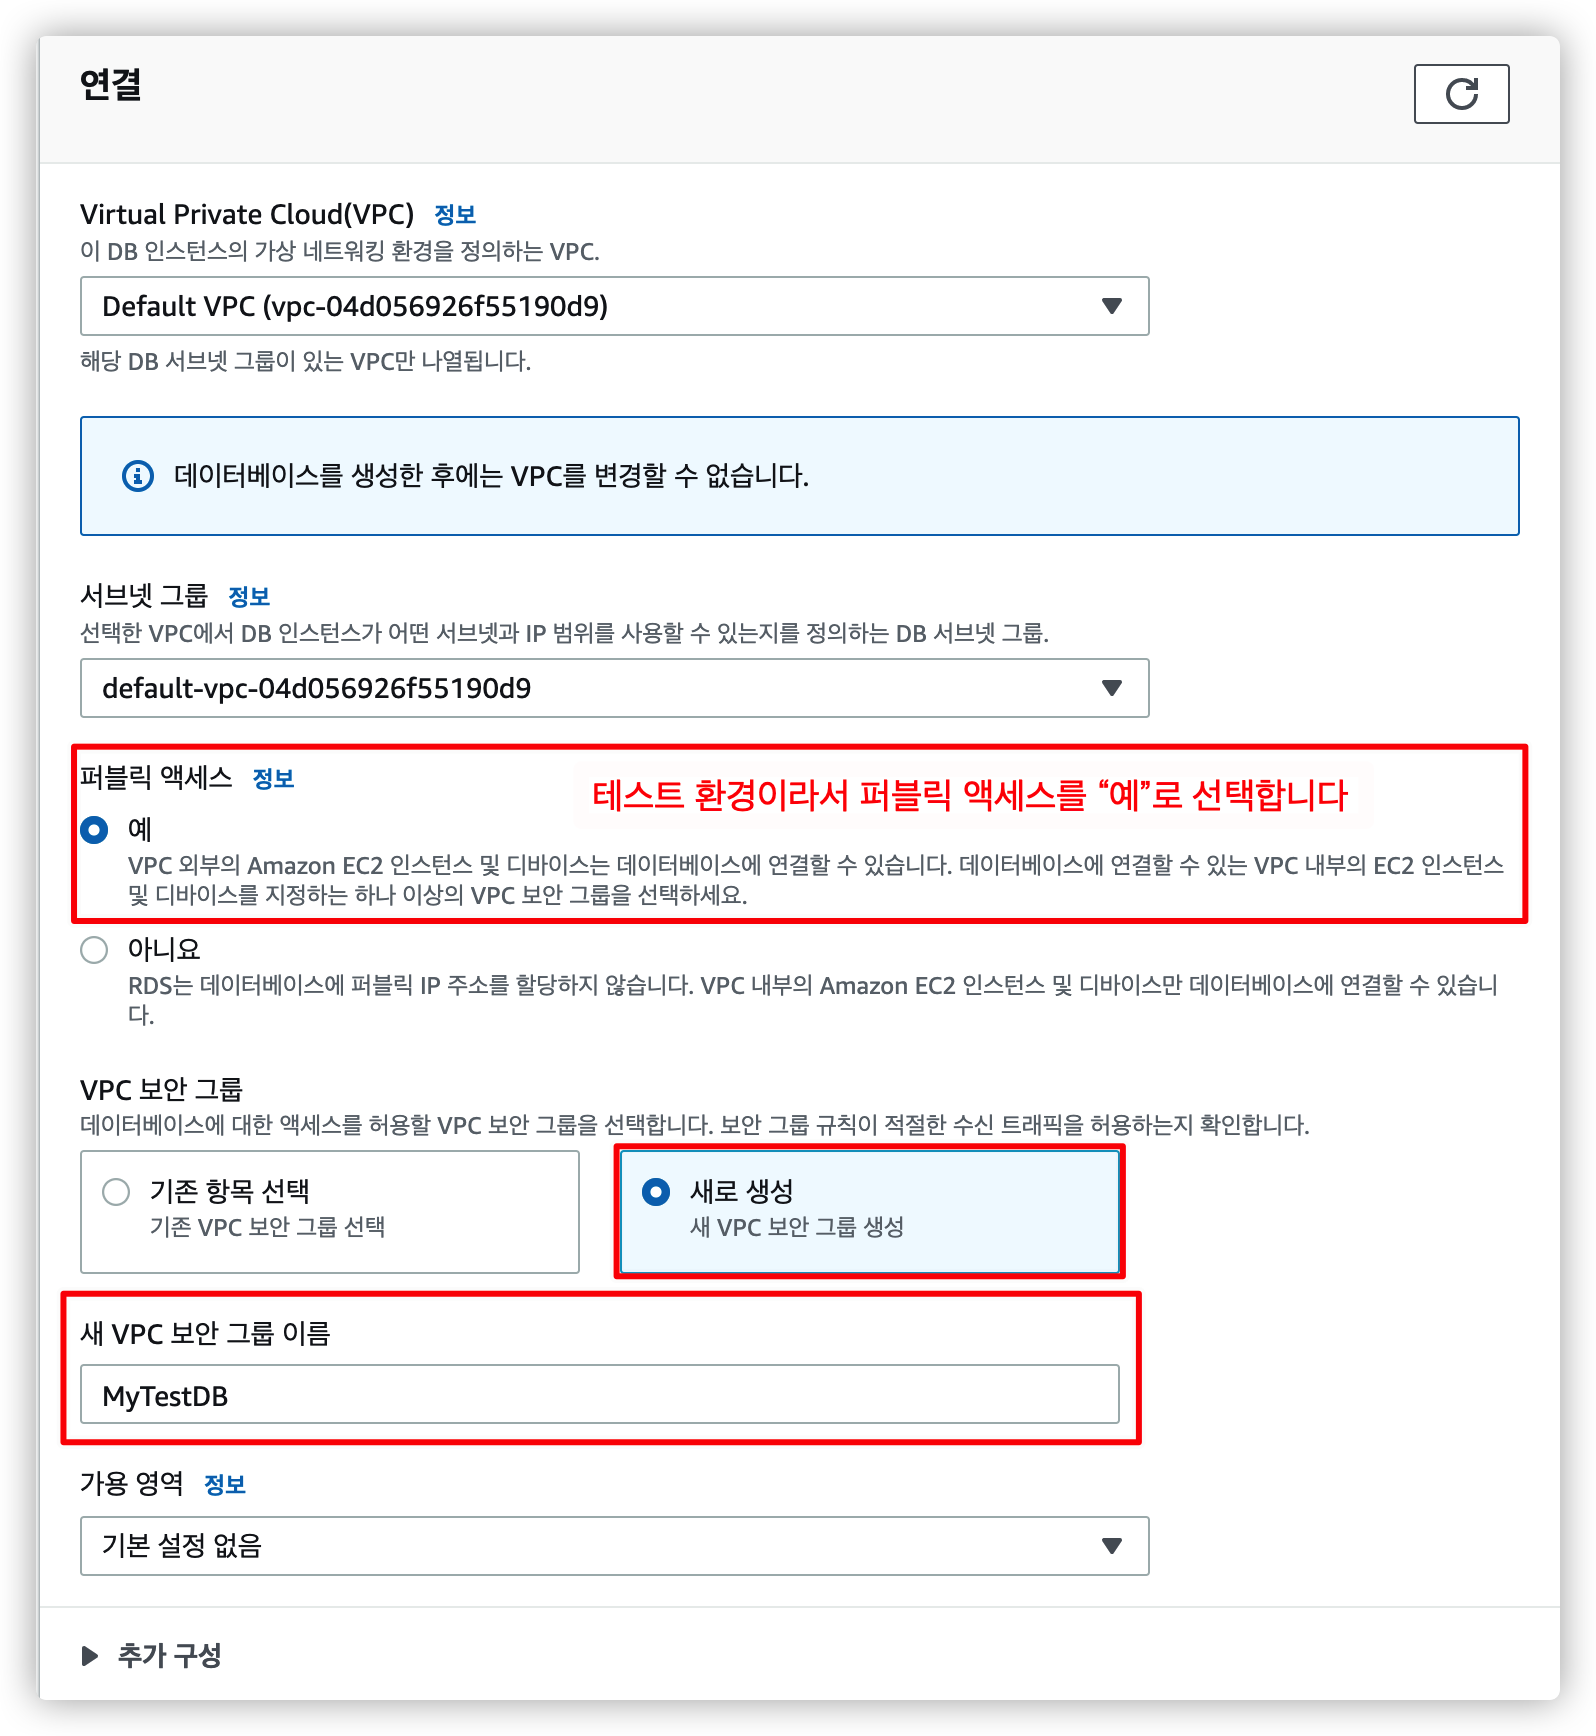 연결
Virtual Private Cloud(VPC) 정보
이 DB 인스턴스의 가상 네트워킹 환경을 정의하는 VPC.
Default VPC (vpc-04d056926f55190d9)
해당 DB 서브넷 그룹이 있는 VPC만 나열됩니다.
데이터베이스를 생성한 후에는 VPC를 변경할 수 없습니다.
서브넷 그룹 정보
선택한 VPC에서 DB 인스턴스가 어떤 서브넷과 IP 범위를 사용할 수 있는지를 정의하는 DB 서브넷 그룹.
default-vpc-04d056926f55190d9
퍼블릭 액세스 정보
테스트 환경이라서 퍼블릭 액세스를 “예”로 선택합니다
예
VPC 외부의 Amazon EC2 인스턴스 및 디바이스는 데이터베이스에 연결할 수 있습니다. 데이터베이스에 연결할 수 있는 VPC 내부의 EC2 인스턴스
및 디바이스를 지정하는 하나 이상의 VPC 보안 그룹을 선택하세요.
아니요
RDS는 데이터베이스에 퍼블릭 IP 주소를 할당하지 않습니다. VPC 내부의 Amazon EC2 인스턴스 및 디바이스만 데이터베이스에 연결할 수 있습니
다.
VPC 보안 그룹
데이터베이스에 대한 액세스를 허용할 VPC 보안 그룹을 선택합니다. 보안 그룹 규칙이 적절한 수신 트래픽을 허용하는지 확인합니다.
기존 항목 선택
기존 VPC 보안 그룹 선택
새로 생성
새 VPC 보안 그룹 생성
새 VPC 보안 그룹 이름
MyTestDB
가용 영역 정보
기본 설정 없음
추가 구성